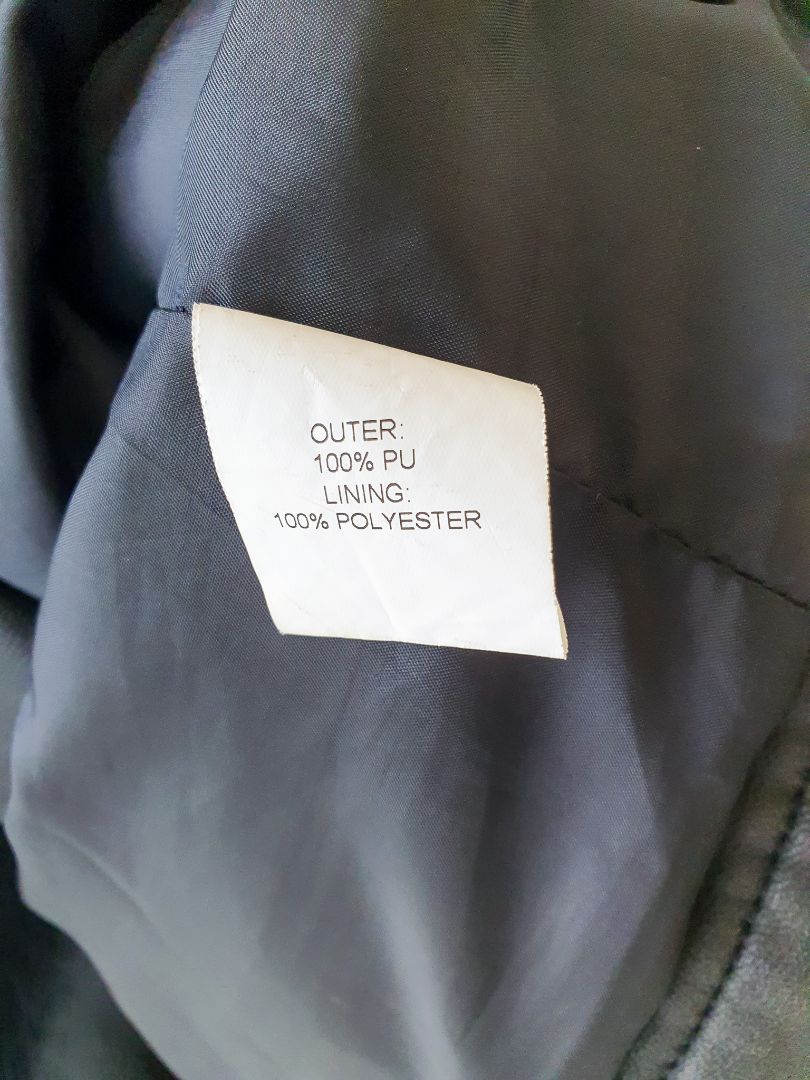 OUTER:
100% PU
LINING:
100% POLYESTER